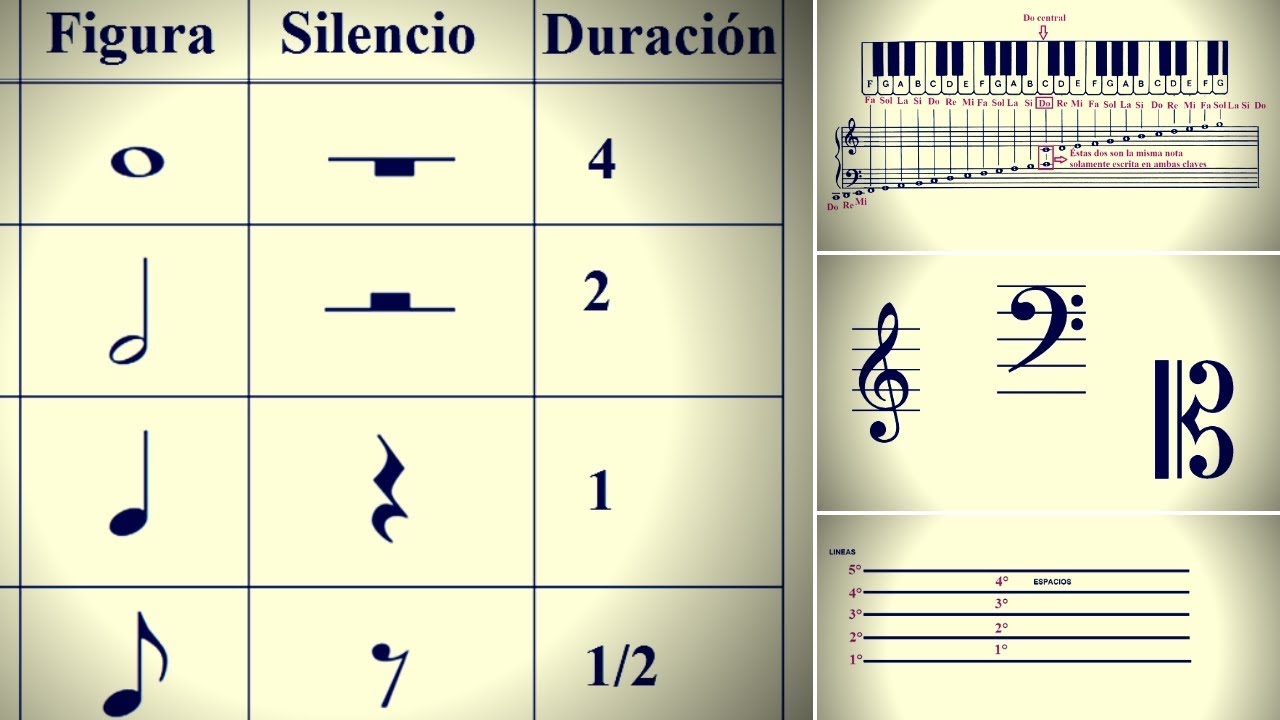 Figura Silencio Duración
4
2
1
1/2
Do central
F G A B C D E F G A B C D E F G A B C D E F G
Fa Sol La Si Do Re Mi Fa Sol La Si Do Re Mi Fa Sol La Si Do Re Mi Fa Sol La Si Do
Éstas dos son la misma nota
solamente escrita en ambas claves
Do Re Mi
LINEAS
5°
4° ESPACIOS
4°
3°
3°
2°
2°
1°
1°